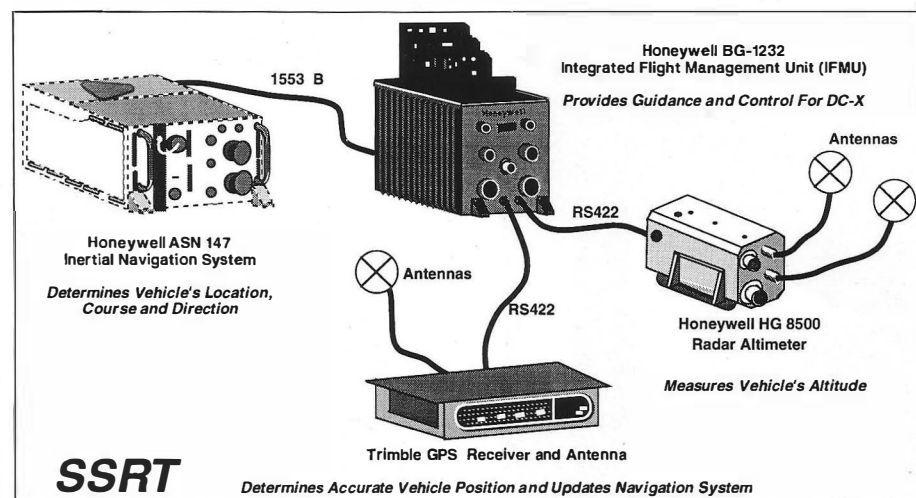 1553 B
Honeywell BG-1232
Integrated Flight Management Unit (IFMU)
Provides Guidance and Control For DC-X
Honeywell
Antennas
RS422
Honeywell ASN 147
Inertial Navigation System
Determines Vehicle's Location,
Course and Direction
Antennas
RS422
Honeywell HG 8500
Radar Altimeter
Measures Vehicle's Altitude
Trimble GPS Receiver and Antenna
SSRT
Determines Accurate Vehicle Position and Updates Navigation System